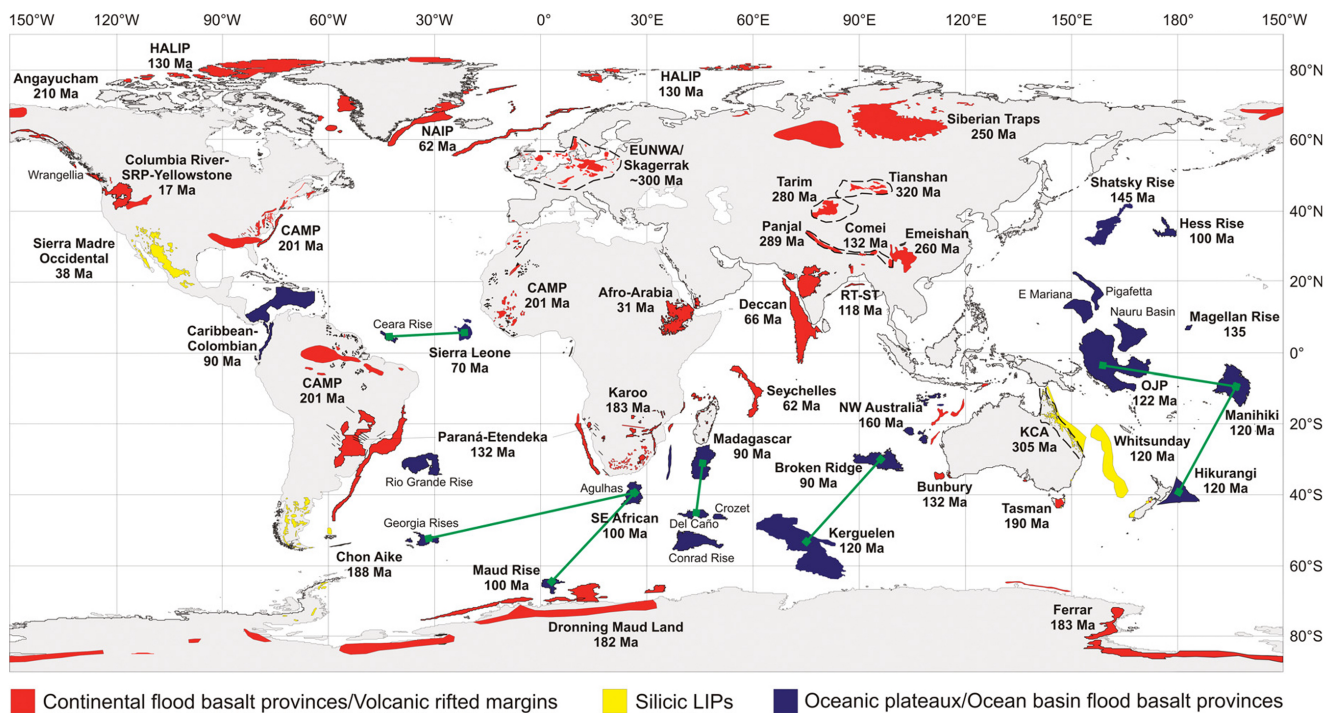 150°W 120°W 90°W 60°W 30°W 0° 30°E 60°E 90°E 120°E 150°E 180° 150°W
HALIP
130 Ma
Angayucham
210 Ma
HALIP
130 Ma
80°N
NAIP
62 Ma
Siberian Traps
250 Ma
60°N
EUNWA/
Skagerrak
~300 Ma
Columbia River-
SRP-Yellowstone
17 Ma
Wrangellia
Tarim
280 Ma
Tianshan
320 Ma
Shatsky Rise
145 Ma
40°N
Hess Rise
100 Ma
CAMP
201 Ma
Sierra Madre
Occidental
38 Ma
Panjal
289 Ma
Comei
132 Ma
Emeishan
260 Ma
20°N
CAMP
201 Ma
Afro-Arabia
31 Ma
Deccan
66 Ma
RT-ST
118 Ma
E Mariana
Pigafetta
Nauru Basin
Magellan Rise
135
Caribbean-
Colombian
90 Ma
Ceara Rise
Sierra Leone
70 Ma
0°
CAMP
201 Ma
Karoo
183 Ma
Seychelles
62 Ma
NW Australia
160 Ma
OJP
122 Ma
Manihiki
120 Ma
20°S
Paraná-Etendeka
132 Ma
Rio Grande Rise
Madagascar
90 Ma
Broken Ridge
90 Ma
KCA
305 Ma
Whitsunday
120 Ma
Hikurangi
120 Ma
Bunbury
132 Ma
Tasman
190 Ma
40°S
Agulhas
SE African
100 Ma
Georgia Rises
Del Caño
Crozet
Conrad Rise
Kerguelen
120 Ma
Chon Aike
188 Ma
Maud Rise
100 Ma
60°S
Dronning Maud Land
182 Ma
Ferrar
183 Ma
80°S
Continental flood basalt provinces/Volcanic rifted margins
Silicic LIPs
Oceanic plateaux/Ocean basin flood basalt provinces